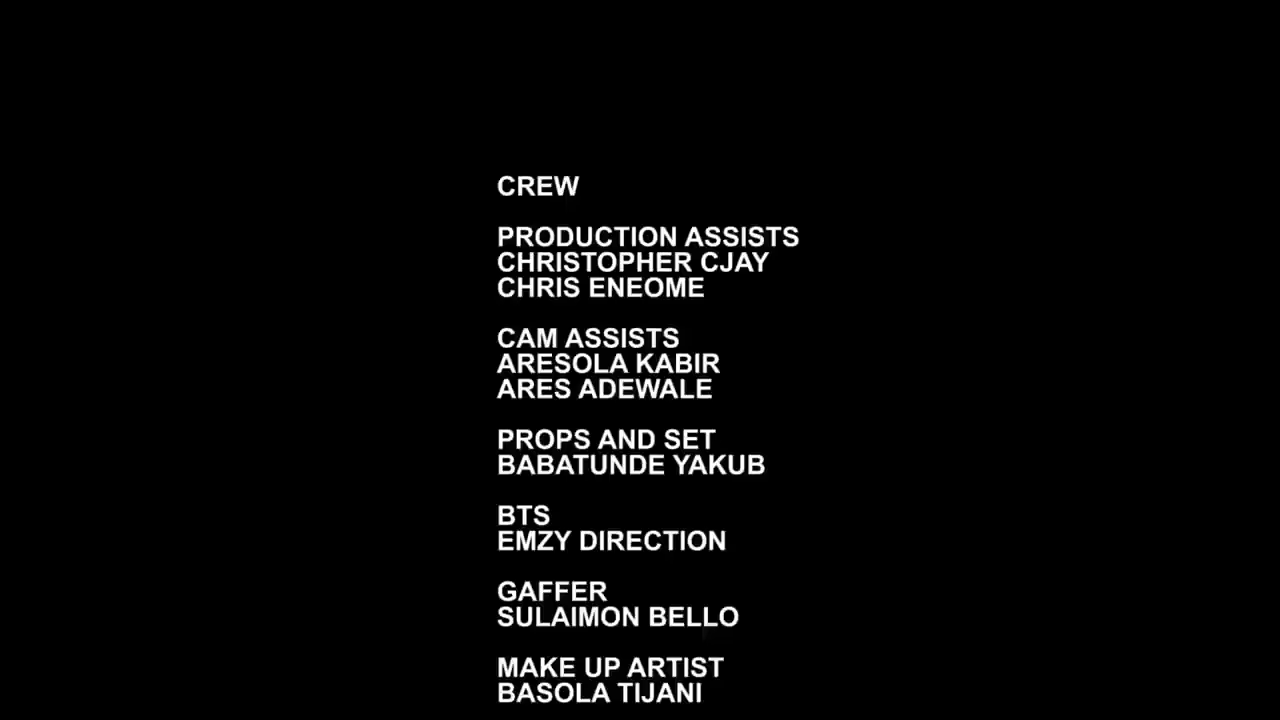 CREW
PRODUCTION ASSISTS
CHRISTOPHER CJAY
CHRIS ENEOME
CAM ASSISTS
ARESOLA KABIR
ARES ADEWALE
PROPS AND SET
BABATUNDE YAKUB
BTS
EMZY DIRECTION
GAFFER
SULAIMON BELLO
MAKE UP ARTIST
BASOLA TIJANI